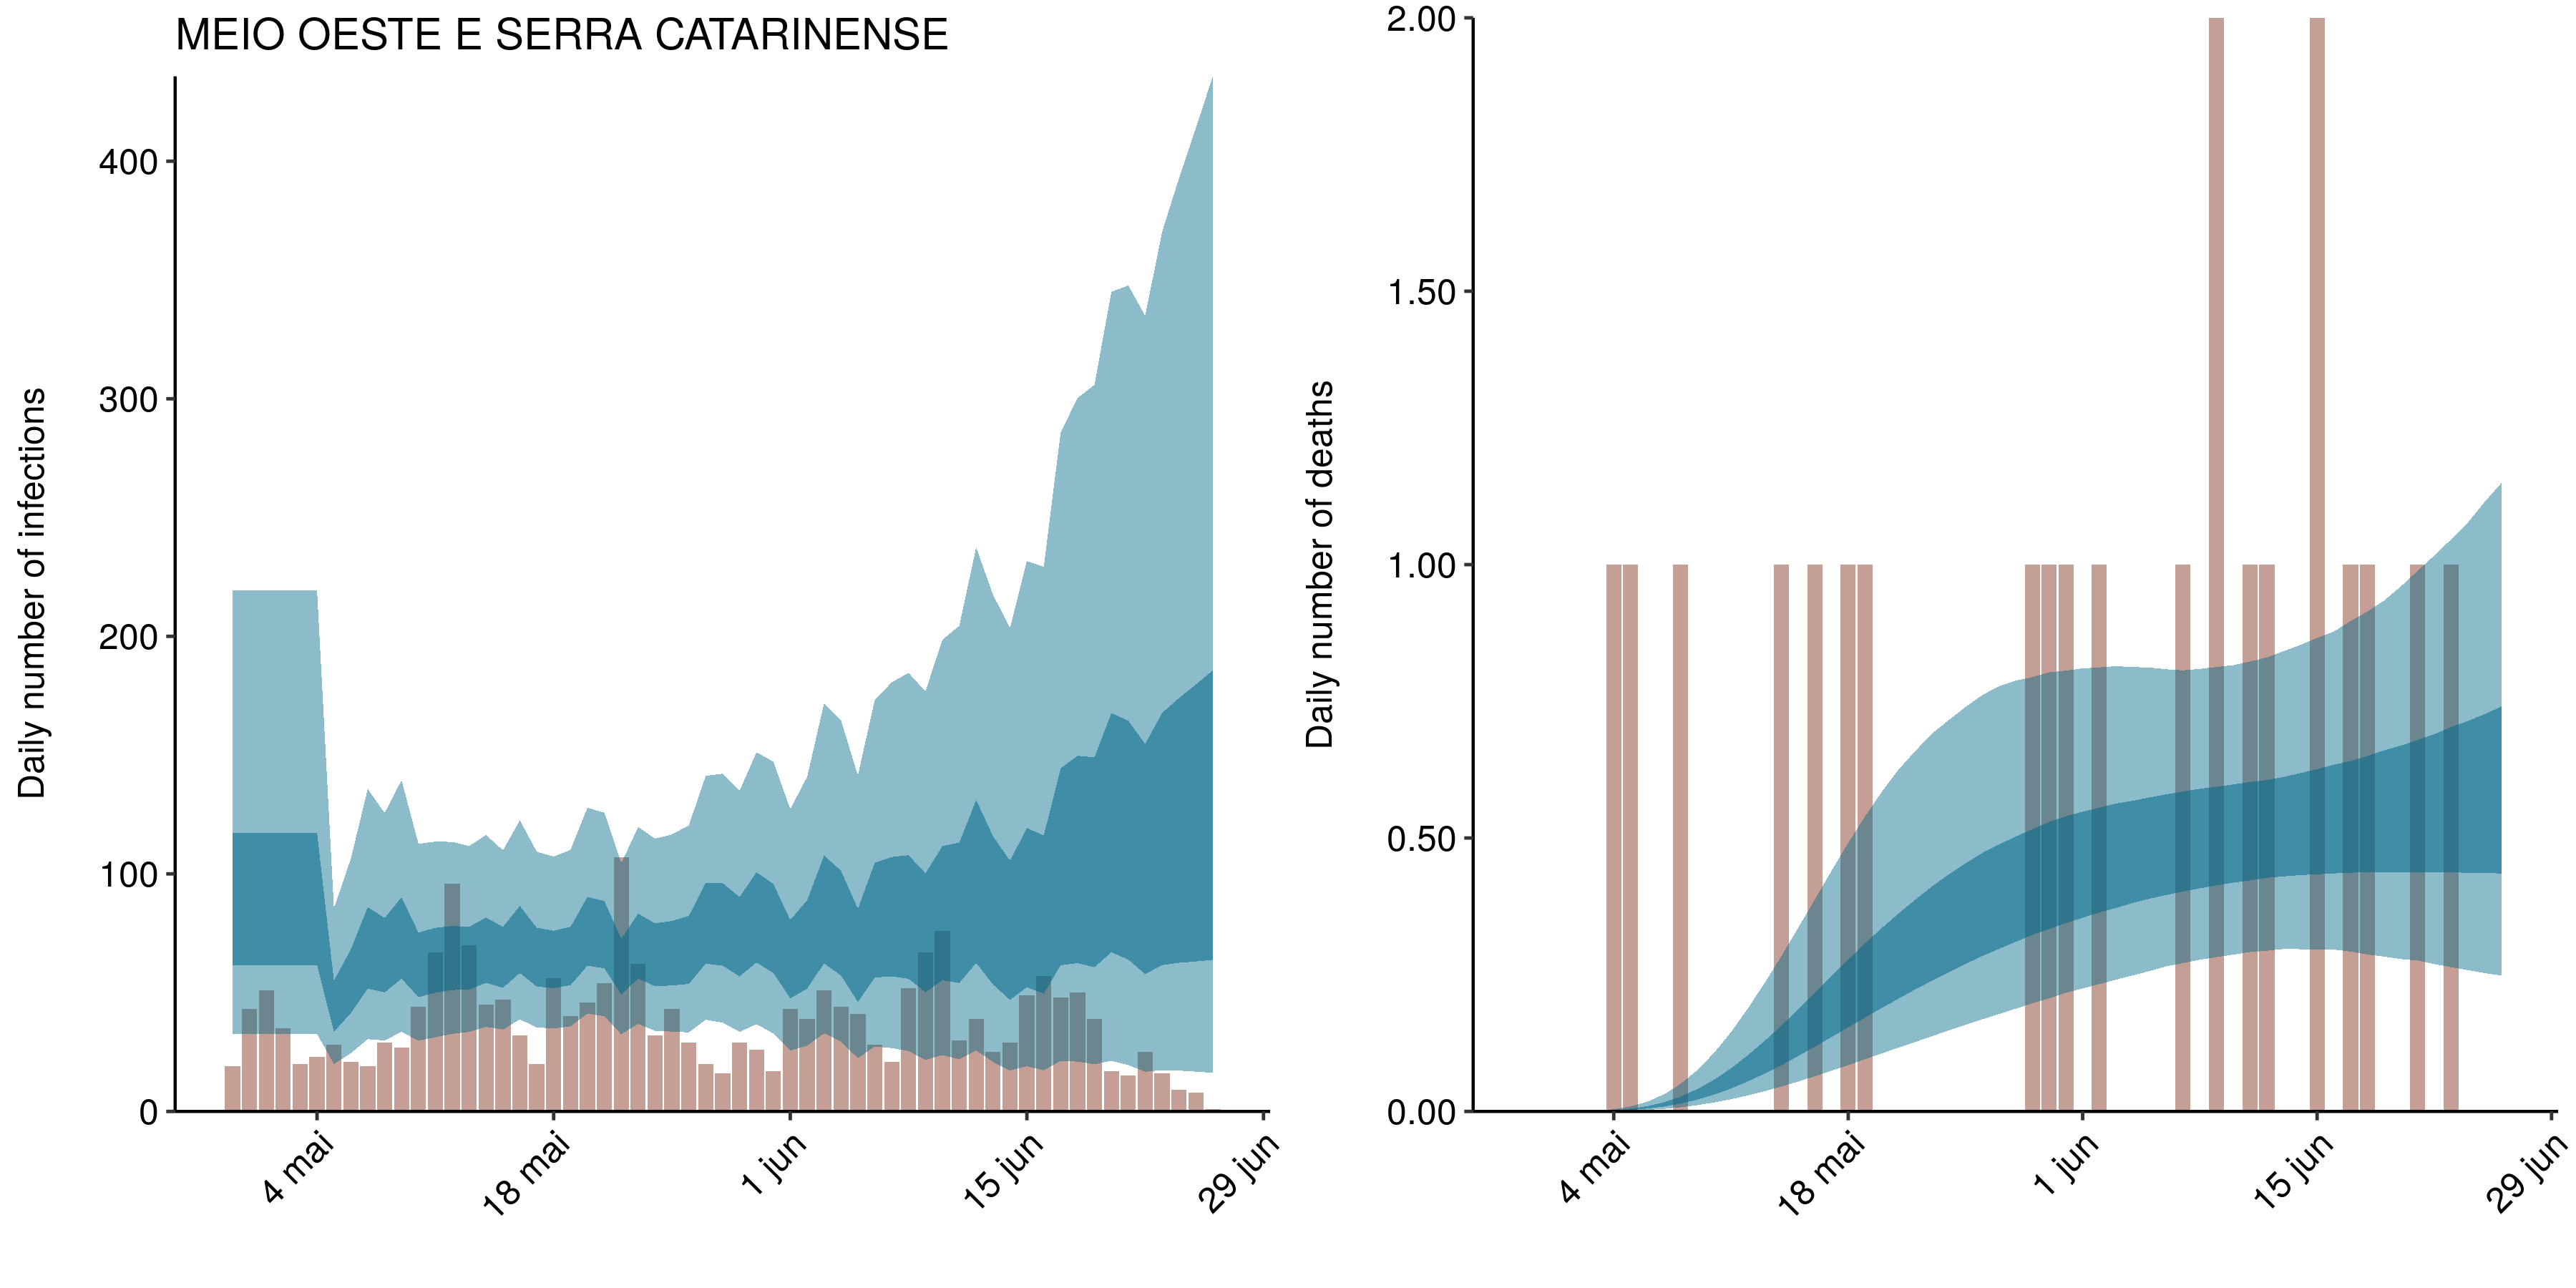 MEIO OESTE E SERRA CATARINENSE
Daily number of infections
400
300
200
100
0
4 mai
18 mai
1 jun
15 jun
29 jun
Daily number of deaths
2.00
1.50
1.00
0.50
0.00
4 mai
18 mai
1 jun
15 jun
29 jun